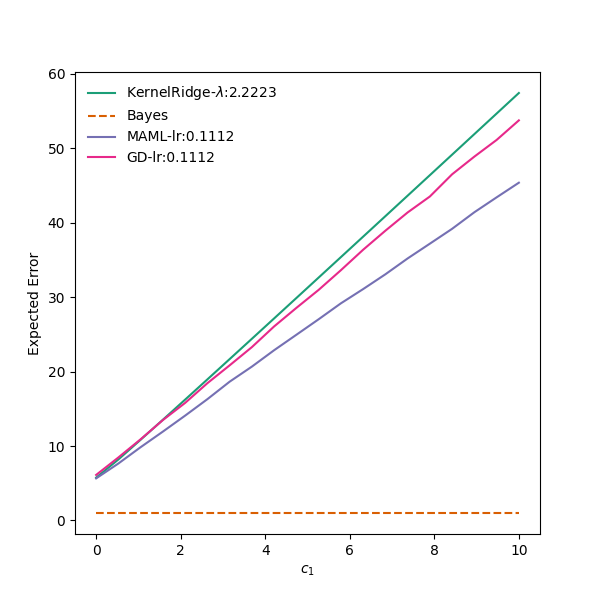 60
50
40
30
20
10
0
Expected Error
KernelRidge-λ:2.2223
Bayes
MAML-lr:0.1112
GD-lr:0.1112
0 2 4 6 8 10
c₁